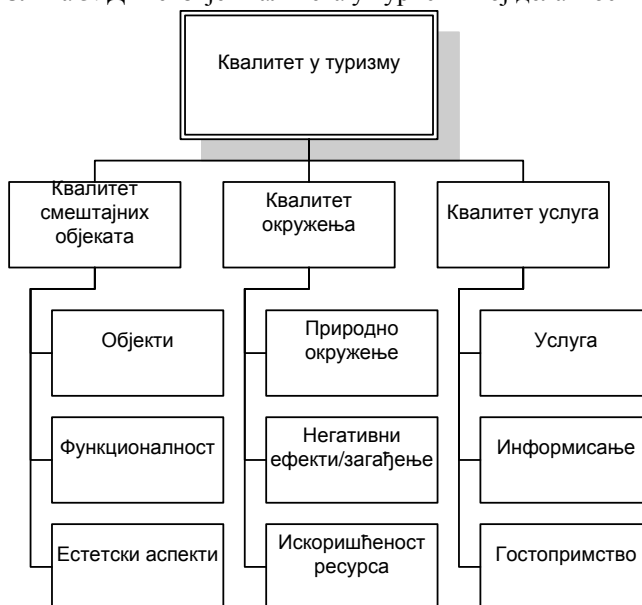 Квалитет у туризму
Квалитет
смештајних
објеката
Квалитет
окружења
Квалитет услуга
Објекти
Природно
окружење
Услуга
Функционалност
Негативни
ефекти/загађење
Информисање
Естетски аспекти
Искоришћеност
ресурса
Гостопримство